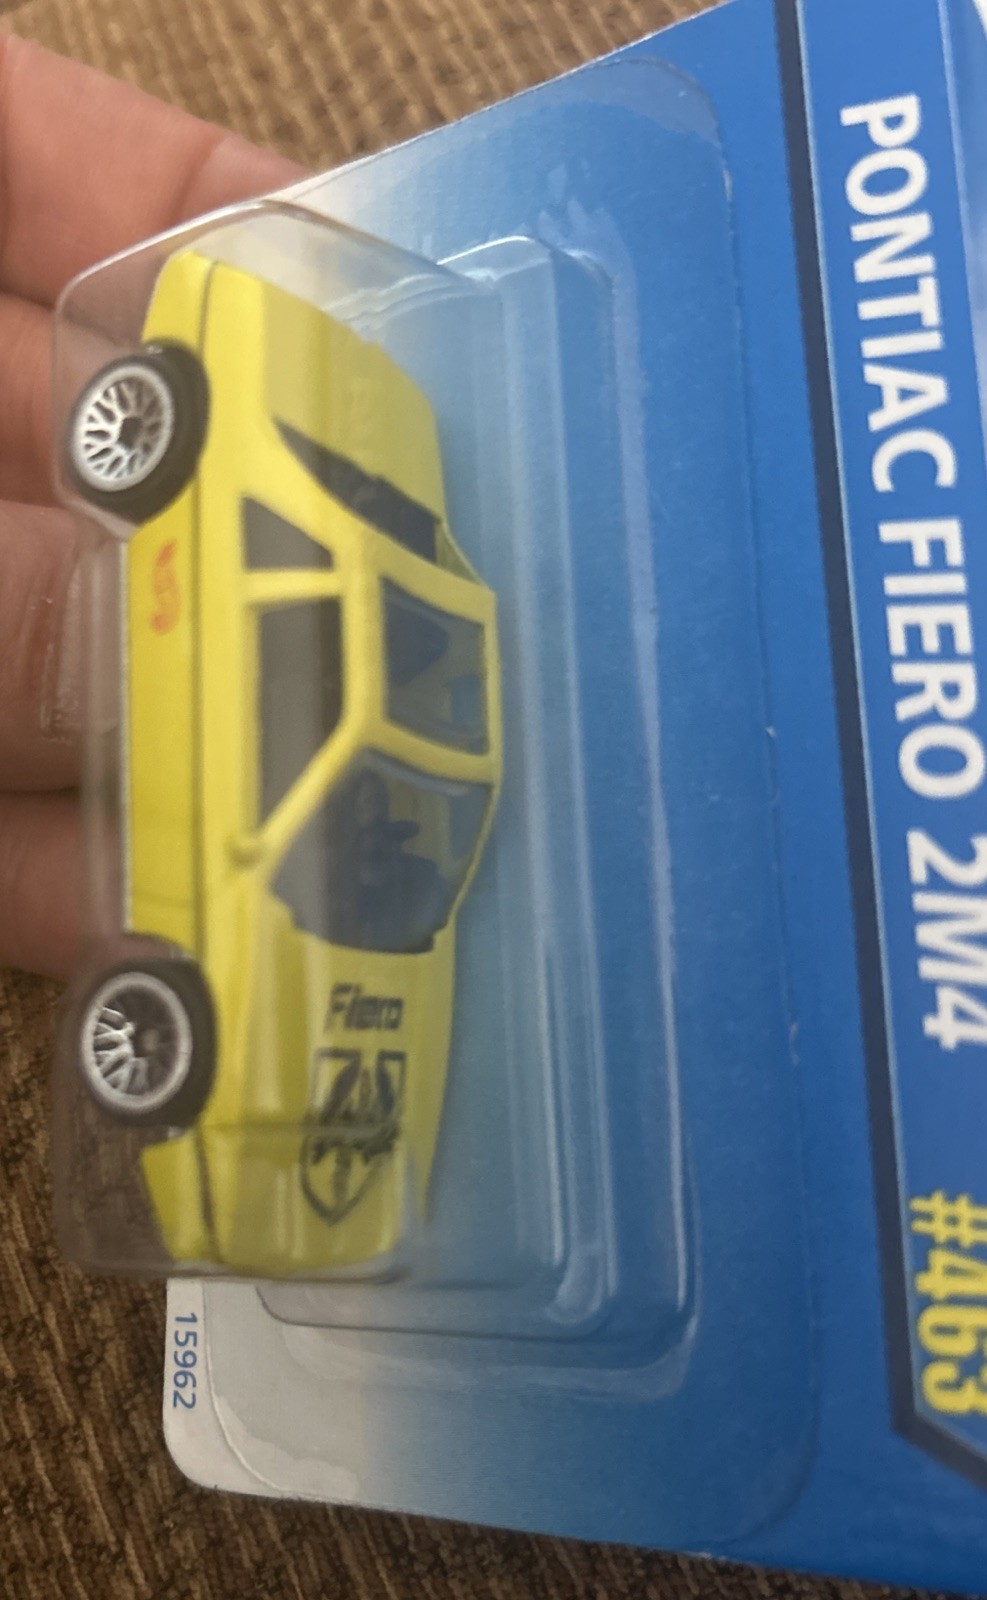 PONTIAC FIERO 2M4
#463
Fiero
15962